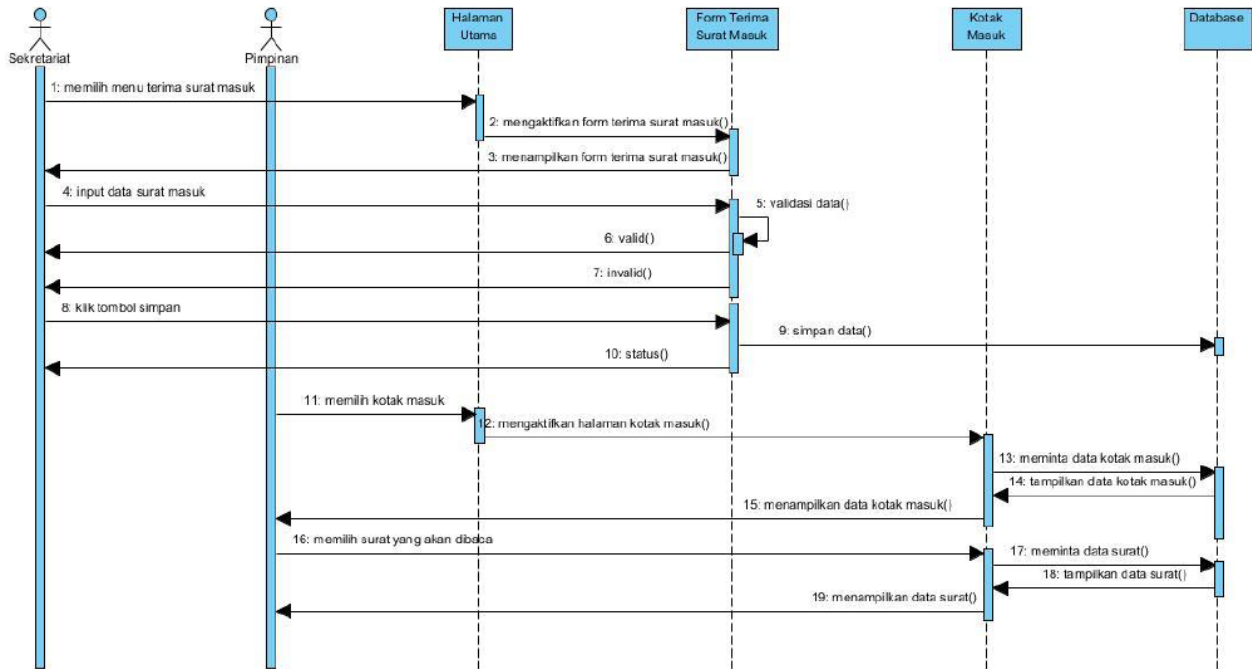 Sekretariat
Pimpinan
Halaman
Utama
Form Terima
Surat Masuk
Kotak
Masuk
Database
1: memilih menu terima surat masuk
2: mengaktifkan form terima surat masuk()
3: menampilkan form terima surat masuk()
4: input data surat masuk
5: validasi data()
6: valid()
7: invalid()
8: klik tombol simpan
9: simpan data()
10: status()
11: memilih kotak masuk
12: mengaktifkan halaman kotak masuk()
13: meminta data kotak masuk()
14: tampilkan data kotak masuk()
15: menampilkan data kotak masuk()
16: memilih surat yang akan dibaca
17: meminta data surat()
18: tampilkan data surat()
19: menampilkan data surat()